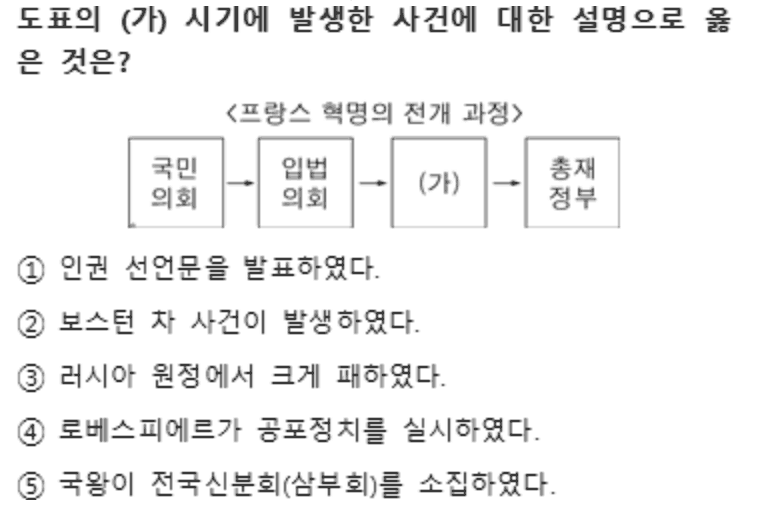 도표의 (가) 시기에 발생한 사건에 대한 설명으로 옳
은 것은?
<프랑스 혁명의 전개 과정>
국민
의회
→
입법
의회
→
(가)
→
총재
정부
① 인권 선언문을 발표하였다.
② 보스턴 차 사건이 발생하였다.
③ 러시아 원정에서 크게 패하였다.
④ 로베스피에르가 공포정치를 실시하였다.
⑤ 국왕이 전국신분회(삼부회)를 소집하였다.